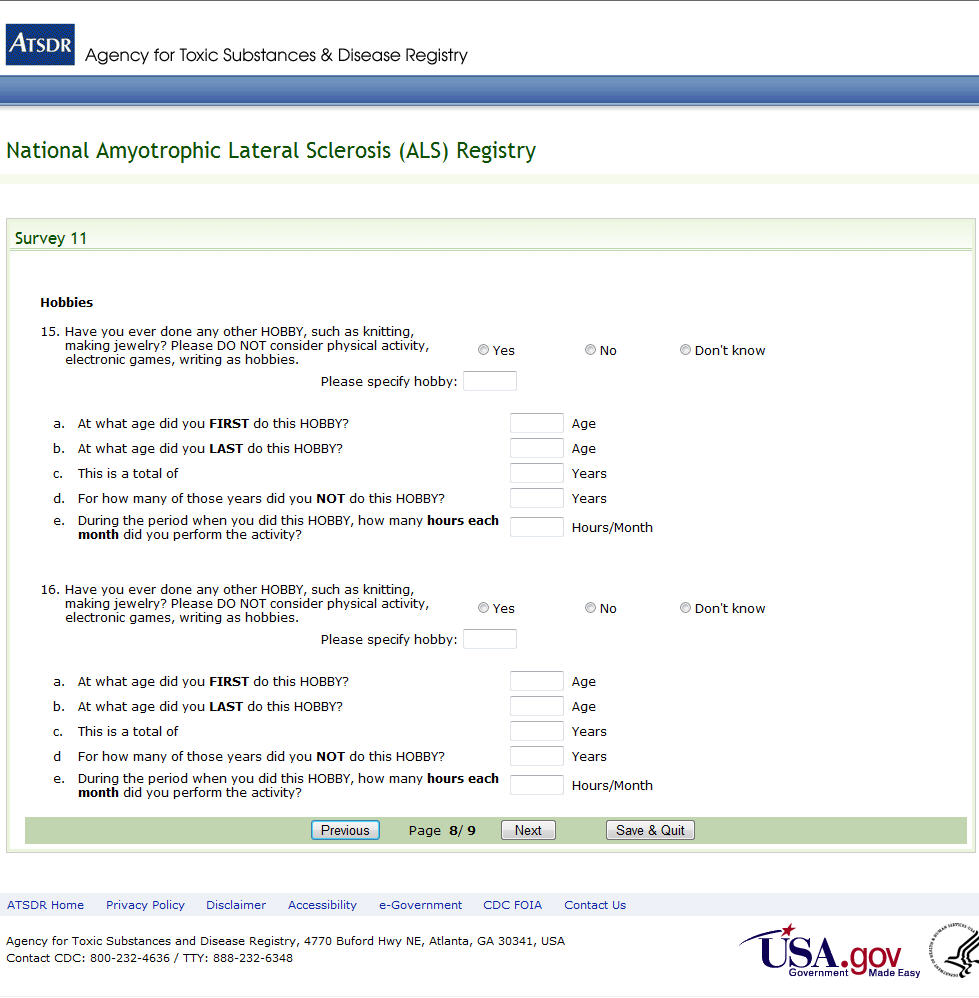 ATSDR Agency for Toxic Substances & Disease Registry
National Amyotrophic Lateral Sclerosis (ALS) Registry
Survey 11
Hobbies
15. Have you ever done any other HOBBY, such as knitting,
making jewelry? Please DO NOT consider physical activity,
electronic games, writing as hobbies.
Yes No Don't know
Please specify hobby:
a. At what age did you FIRST do this HOBBY? Age
b. At what age did you LAST do this HOBBY? Age
c. This is a total of Years
d. For how many of those years did you NOT do this HOBBY? Years
e. During the period when you did this HOBBY, how many hours each
month did you perform the activity? Hours/Month
16. Have you ever done any other HOBBY, such as knitting,
making jewelry? Please DO NOT consider physical activity,
electronic games, writing as hobbies.
Yes No Don't know
Please specify hobby:
a. At what age did you FIRST do this HOBBY? Age
b. At what age did you LAST do this HOBBY? Age
c. This is a total of Years
d For how many of those years did you NOT do this HOBBY? Years
e. During the period when you did this HOBBY, how many hours each
month did you perform the activity? Hours/Month
Previous Page 8/ 9 Next Save & Quit
ATSDR Home Privacy Policy Disclaimer Accessibility e-Government CDC FOIA Contact Us
Agency for Toxic Substances and Disease Registry, 4770 Buford Hwy NE, Atlanta, GA 30341, USA
Contact CDC: 800-232-4636 / TTY: 888-232-6348
USA.gov
Government Made Easy